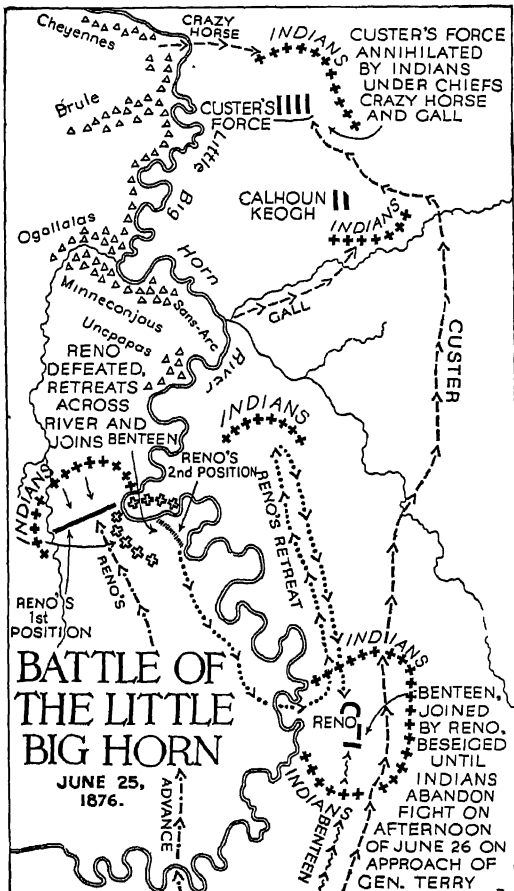 Cheyennes
CRAZY
HORSE
INDIANS
CUSTER'S FORCE
ANNIHILATED
BY INDIANS
UNDER CHIEFS
CRAZY HORSE
AND GALL
Brule
CUSTER'S
FORCE
Little
Big
Horn
River
CALHOUN
KEOGH
INDIANS
Ogallalas
Minneconjous
Sans-Arc
Uncpapas
GALL
CUSTER
RENO
DEFEATED,
RETREATS
ACROSS
RIVER AND
JOINS BENTEEN
INDIANS
RENO'S
2nd POSITION
INDIANS
RENO'S RETREAT
RENO'S
RENO'S
1st
POSITION
BATTLE OF
THE LITTLE
BIG HORN
JUNE 25,
1876.
ADVANCE
INDIANS
RENO
INDIANS
BENTEEN
BENTEEN,
JOINED
BY RENO.
BESEIGED
UNTIL
INDIANS
ABANDON
FIGHT ON
AFTERNOON
OF JUNE 26 ON
APPROACH OF
GEN. TERRY